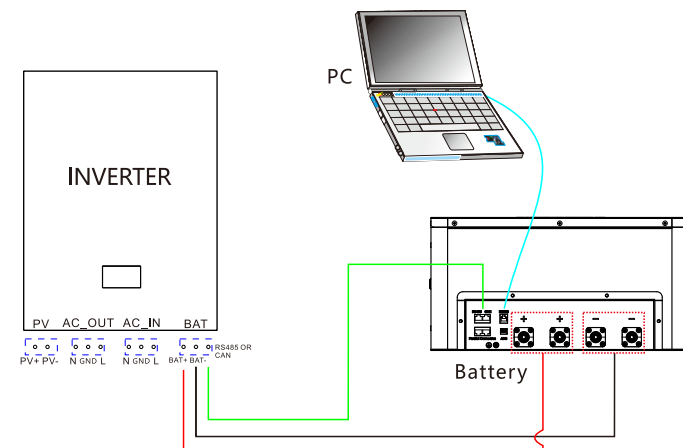 PC
INVERTER
PV AC_OUT AC_IN BAT
RS485 OR
CAN
PV+ PV- N GND L N GND L BAT+ BAT-
+ + - -
Battery